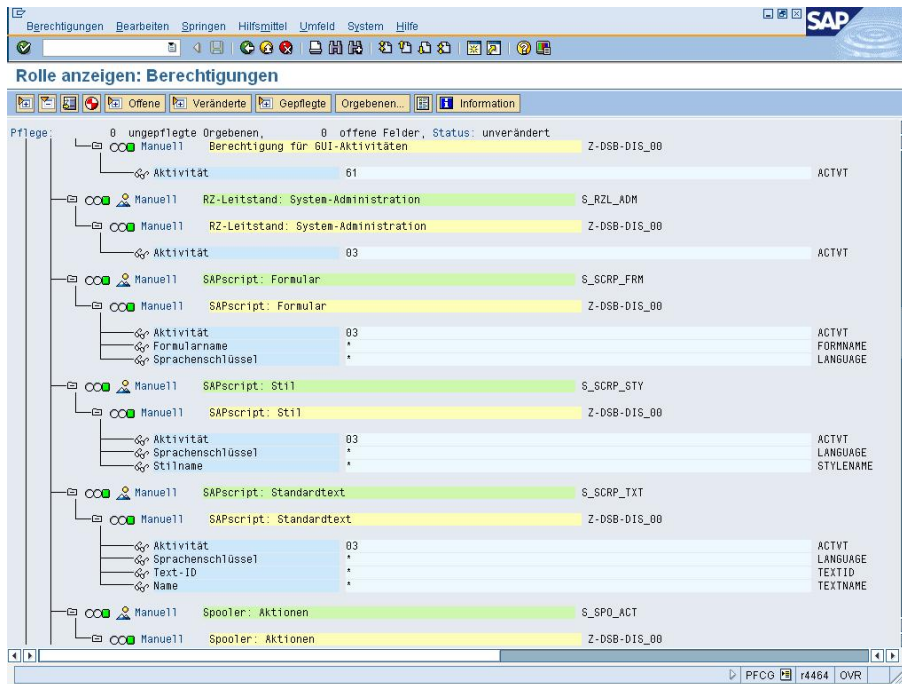 Berechtigungen Bearbeiten Springen Hilfsmittel Umfeld System Hilfe
SAP
Rolle anzeigen: Berechtigungen
Offene Veränderte Gepflegte Orgebenen... Information
Pflege: 0 ungepflegte Orgebenen, 0 offene Felder, Status: unverändert
Manuell Berechtigung für GUI-Aktivitäten Z-DSB-DIS_00
Aktivität 61 ACTVT
Manuell RZ-Leitstand: System-Administration S_RZL_ADM
Manuell RZ-Leitstand: System-Administration Z-DSB-DIS_00
Aktivität 03 ACTVT
Manuell SAPscript: Formular S_SCRP_FRM
Manuell SAPscript: Formular Z-DSB-DIS_00
Aktivität 03 ACTVT
Formularname * FORMNAME
Sprachenschlüssel * LANGUAGE
Manuell SAPscript: Stil S_SCRP_STY
Manuell SAPscript: Stil Z-DSB-DIS_00
Aktivität 03 ACTVT
Sprachenschlüssel * LANGUAGE
Stilname * STYLENAME
Manuell SAPscript: Standardtext S_SCRP_TXT
Manuell SAPscript: Standardtext Z-DSB-DIS_00
Aktivität 03 ACTVT
Sprachenschlüssel * LANGUAGE
Text-ID * TEXTID
Name * TEXTNAME
Manuell Spooler: Aktionen S_SPO_ACT
Manuell Spooler: Aktionen Z-DSB-DIS_00
PFCG r4464 OVR